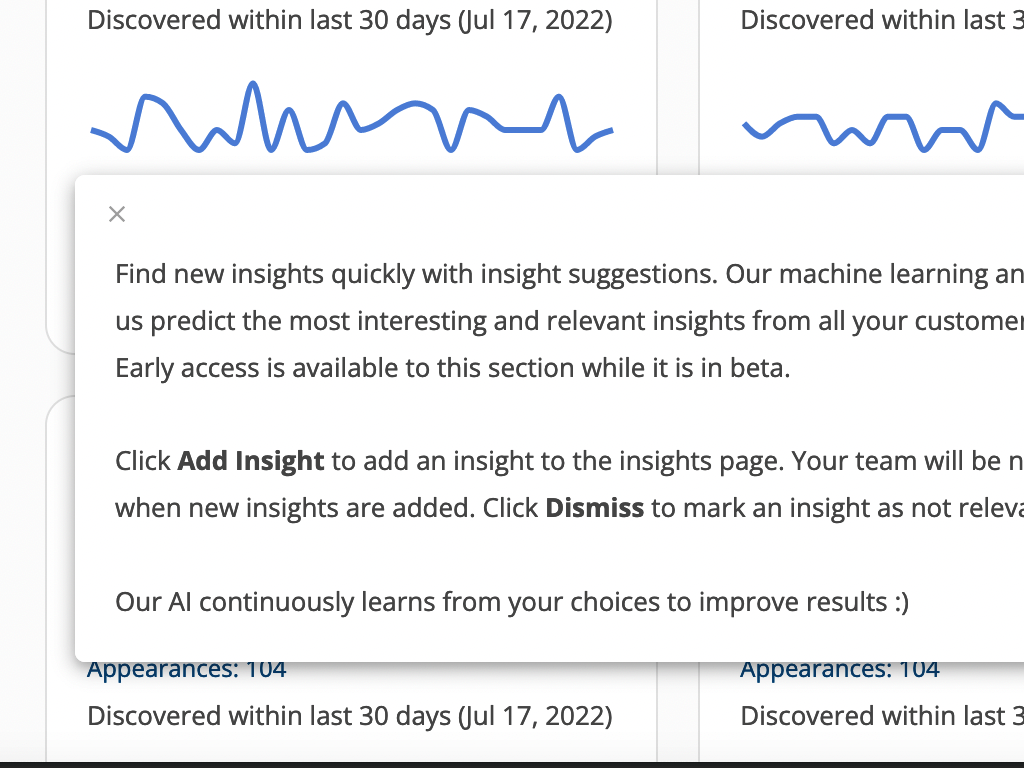 Discovered within last 30 days (Jul 17, 2022)
Discovered within last 3
Find new insights quickly with insight suggestions. Our machine learning an
us predict the most interesting and relevant insights from all your customer
Early access is available to this section while it is in beta.
Click Add Insight to add an insight to the insights page. Your team will be n
when new insights are added. Click Dismiss to mark an insight as not releva
Our AI continuously learns from your choices to improve results :)
Appearances: 104
Appearances: 104
Discovered within last 30 days (Jul 17, 2022)
Discovered within last 3